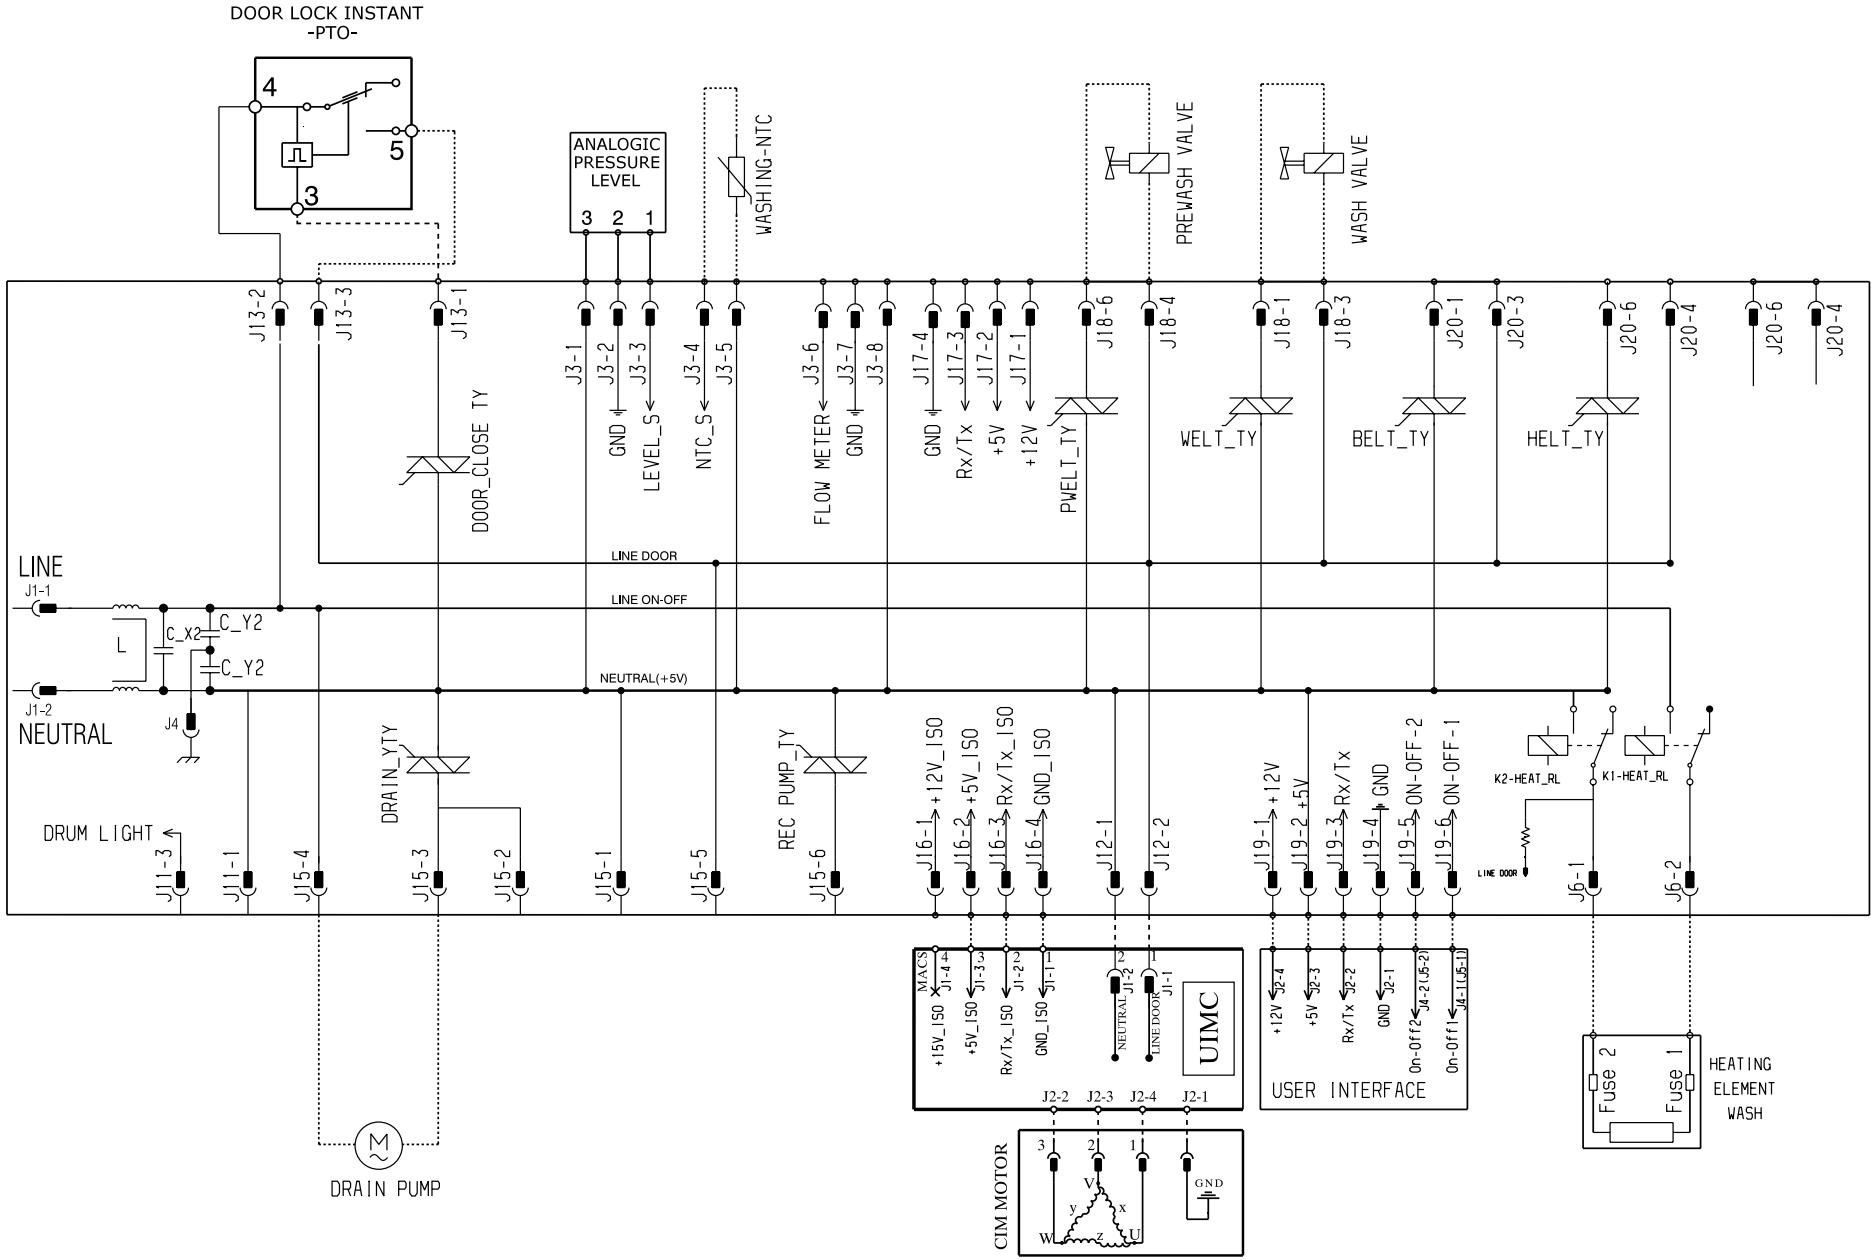 DOOR LOCK INSTANT
-PTO-
4
5
3
ANALOGIC
PRESSURE
LEVEL
3 2 1
WASHING-NTC
PREWASH VALVE
WASH VALVE
J13-2
J13-3
J13-1
J3-1
J3-2
J3-3
J3-4
J3-5
J3-6
J3-7
J3-8
J17-4
J17-3
J17-2
J17-1
J18-6
J18-4
J18-1
J18-3
J20-1
J20-3
J20-6
J20-4
J20-6
J20-4
DOOR_CLOSE TY
GND
LEVEL_S
NTC_S
FLOW METER
GND
GND
Rx/Tx
+5V
+12V
PWELT_TY
WELT_TY
BELT_TY
HELT_TY
LINE DOOR
LINE
J1-1
LINE ON-OFF
L
C_X2
C_Y2
C_Y2
NEUTRAL(+5V)
J1-2
NEUTRAL
J4
DRAIN_YTY
REC PUMP_TY
+12V_ISO
+5V_ISO
Rx/Tx_ISO
GND_ISO
+12V
+5V
Rx/Tx
GND
ON-OFF-2
ON-OFF-1
K2-HEAT_RL
K1-HEAT_RL
DRUM LIGHT
J11-3
J11-1
J15-4
J15-3
J15-2
J15-1
J15-5
J15-6
J16-1
J16-2
J16-3
J16-4
J12-1
J12-2
J19-1
J19-2
J19-3
J19-4
J19-5
J19-6
LINE DOOR
J6-1
J6-2
MACS
4
J1-4
3
J1-3
2
J1-2
1
J1-1
2
J1-2
1
J1-1
+15V_ISO
+5V_ISO
Rx/Tx_ISO
GND_ISO
NEUTRAL
LINE DOOR
UIMC
J2-4
J2-3
J2-2
J2-1
J4-2(J5-2)
J4-1(J5-1)
+12V
+5V
Rx/Tx
GND
On-Off2
On-Off1
USER INTERFACE
Fuse 2
Fuse 1
HEATING
ELEMENT
WASH
J2-2 J2-3 J2-4 J2-1
M
DRAIN PUMP
CIM MOTOR
3 2 1
V
y
x
W
z
U
GND